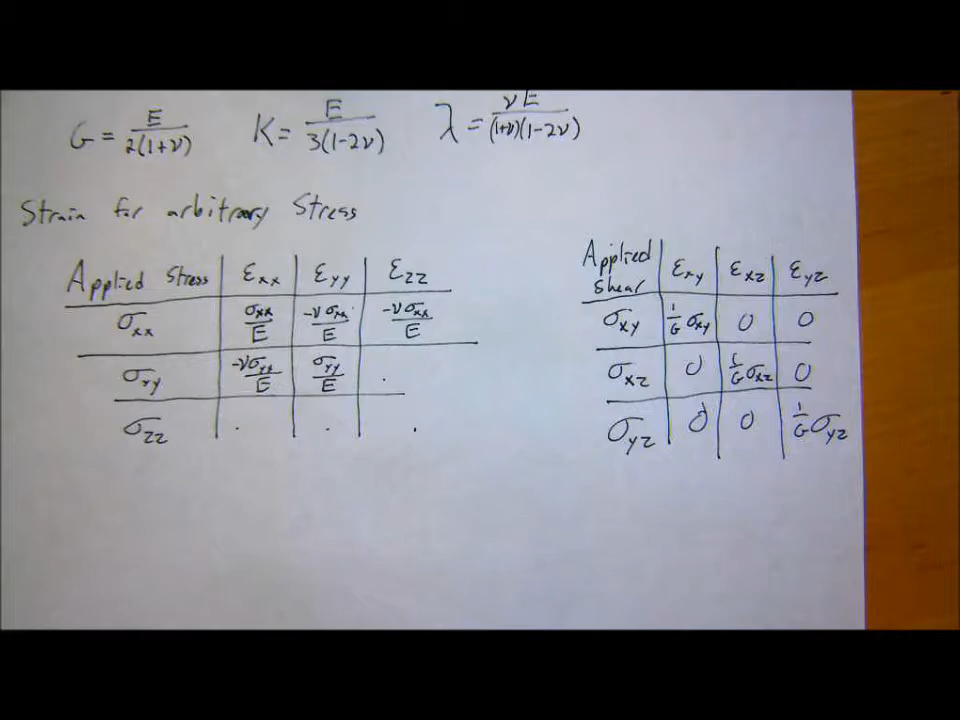 G = E / 2(1+ν) K = E / 3(1-2ν) λ = νE / (1+ν)(1-2ν)
Strain for arbitrary Stress
Applied Stress | εxx | εyy | εzz
σxx | σxx/E | -νσxx/E | -νσxx/E
σyy | -νσyy/E | σyy/E | .
σzz | . | . | .
Applied
Shear | εxy | εxz | εyz
σxy | 1/G σxy | 0 | 0
σxz | 0 | 1/G σxz | 0
σyz | 0 | 0 | 1/G σyz